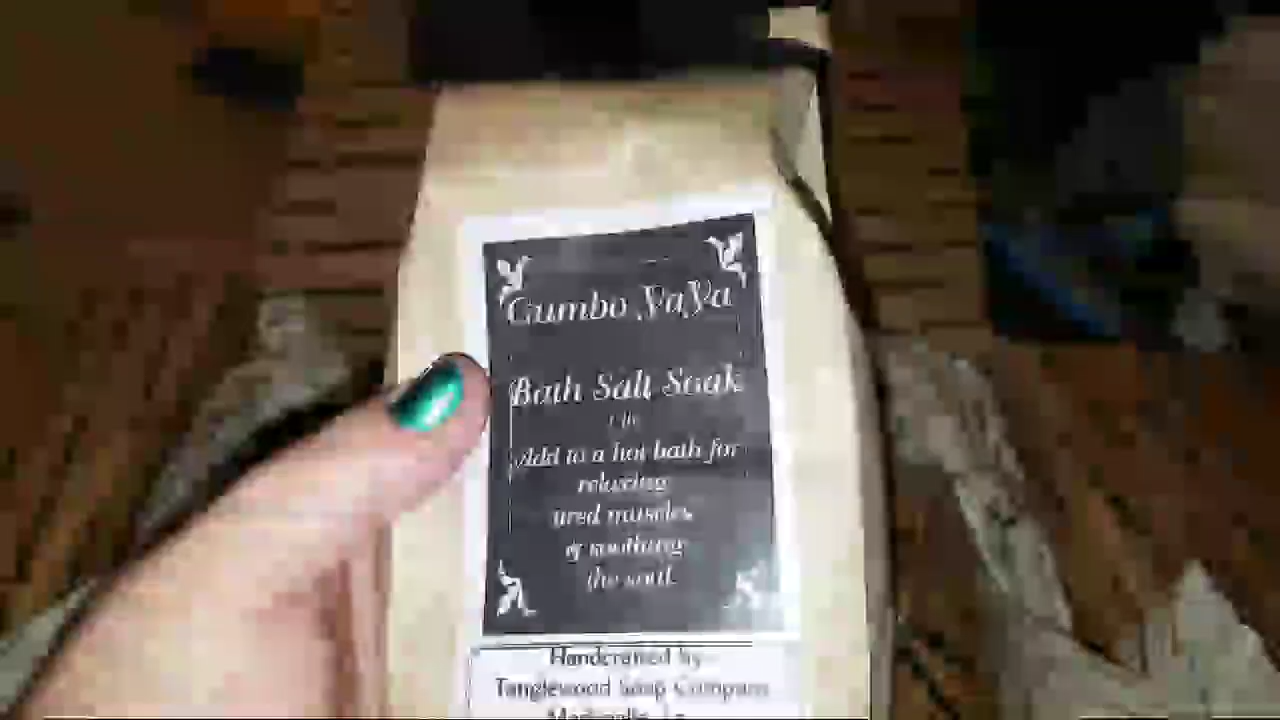 Gumbo YaYa
Bath Salt Soak
Add to a hot bath for
relaxing
tired muscles
& soothing
the soul.
Handcrafted by
Tanglewood Soap Company